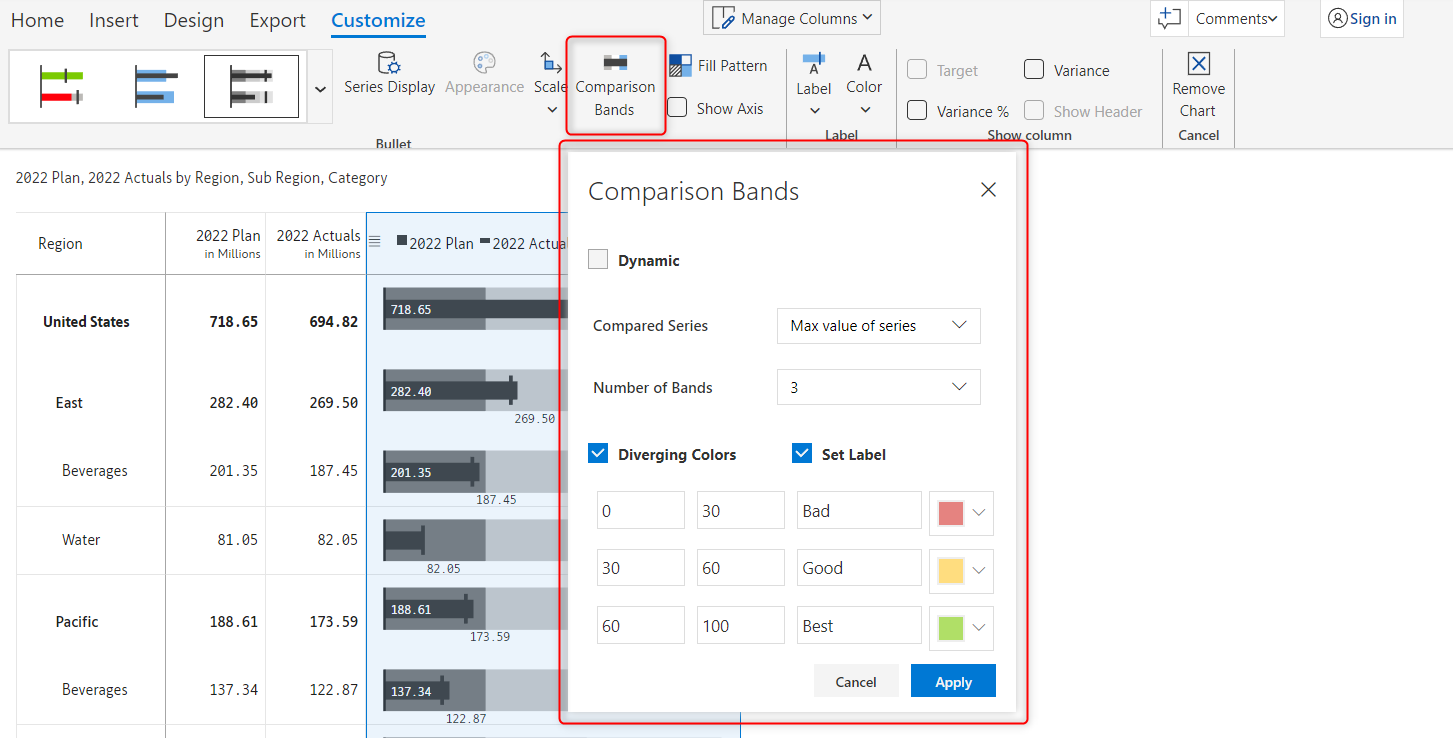 Home Insert Design Export Customize
Manage Columns
Comments
Sign in
Series Display
Appearance
Scale
Comparison
Bands
Fill Pattern
Show Axis
Bullet
Label
Color
Label
Target
Variance
Variance %
Show Header
Show column
Remove
Chart
Cancel
2022 Plan, 2022 Actuals by Region, Sub Region, Category
Region
2022 Plan
in Millions
2022 Actuals
in Millions
2022 Plan 2022 Actua
United States 718.65 694.82 718.65
East 282.40 269.50 282.40
269.50
Beverages 201.35 187.45 201.35
187.45
Water 81.05 82.05
82.05
Pacific 188.61 173.59 188.61
173.59
Beverages 137.34 122.87 137.34
122.87
Comparison Bands
Dynamic
Compared Series Max value of series
Number of Bands 3
Diverging Colors Set Label
0 30 Bad
30 60 Good
60 100 Best
Cancel Apply